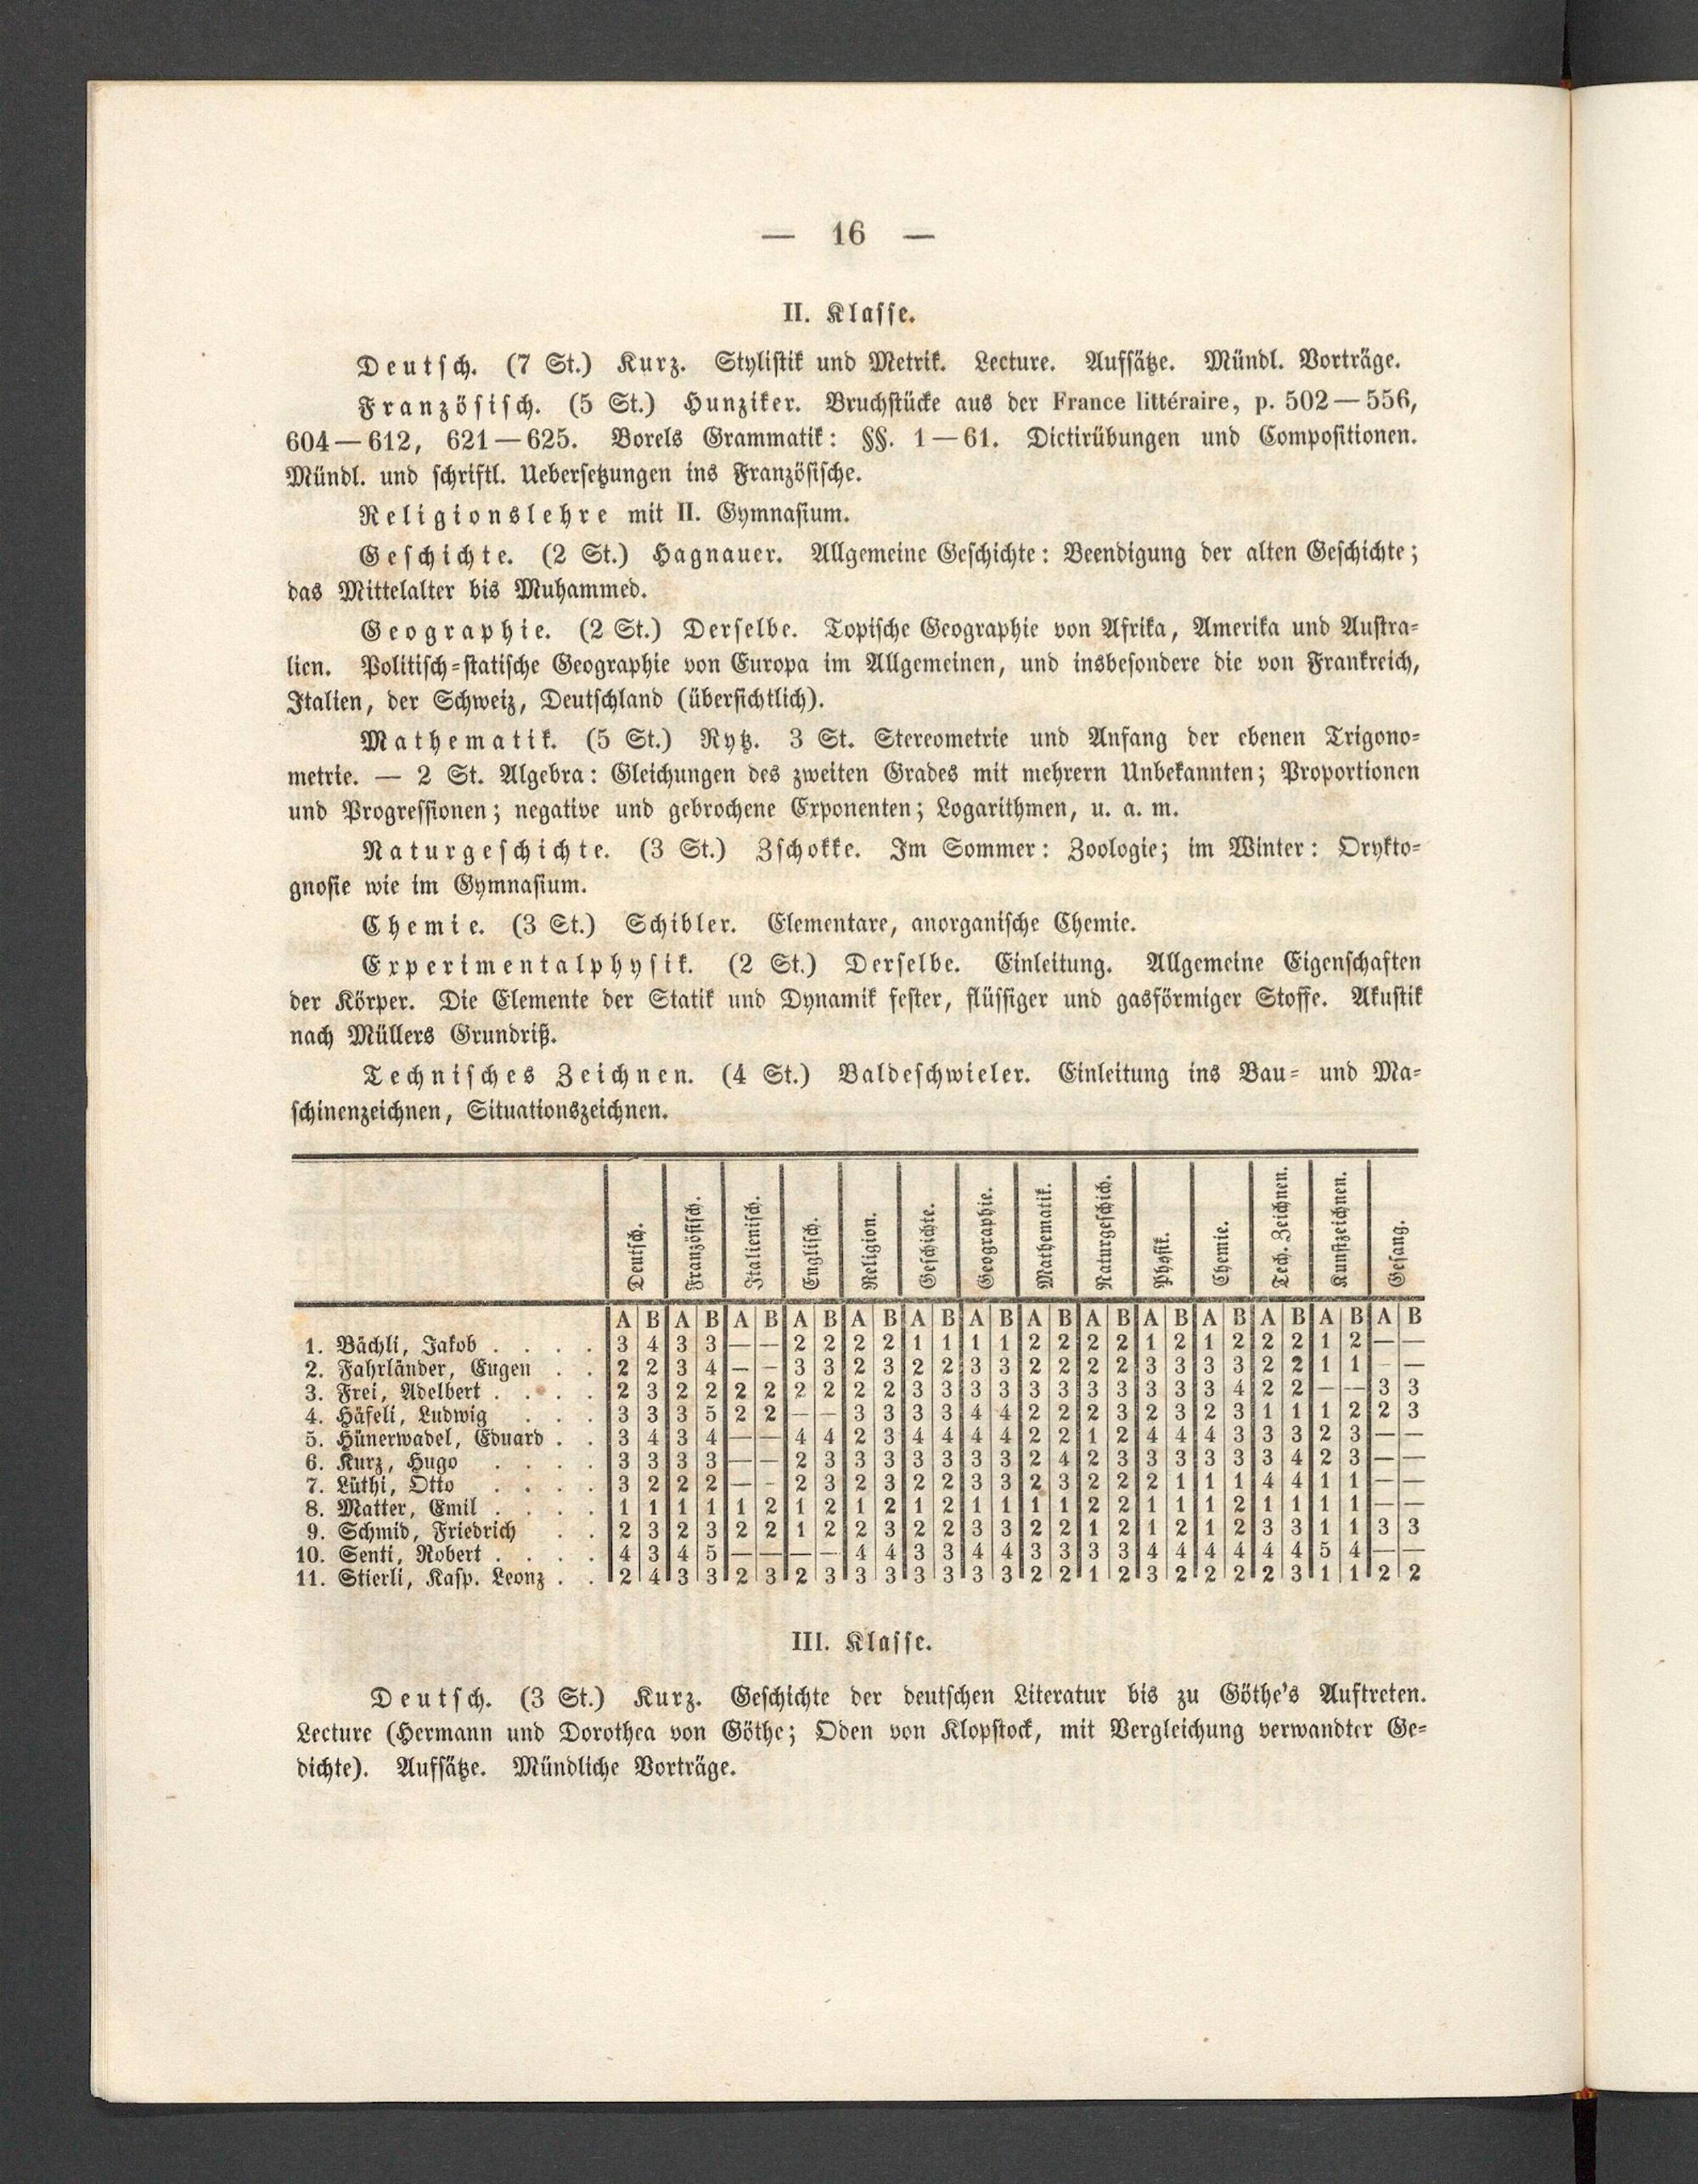 — 16 —
II. Klasse.
Deutsch. (7 St.) Kurz. Stylistik und Metrik. Lecture. Aufsätze. Mündl. Vorträge.
Französisch. (5 St.) Hunziker. Bruchstücke aus der France littéraire, p. 502—556,
604—612, 621—625. Borels Grammatik: §§. 1—61. Dictirübungen und Compositionen.
Mündl. und schriftl. Uebersetzungen ins Französische.
Religionslehre mit II. Gymnasium.
Geschichte. (2 St.) Hagnauer. Allgemeine Geschichte: Beendigung der alten Geschichte;
das Mittelalter bis Muhammed.
Geographie. (2 St.) Derselbe. Topische Geographie von Afrika, Amerika und Austra-
lien. Politisch-statische Geographie von Europa im Allgemeinen, und insbesondere die von Frankreich,
Italien, der Schweiz, Deutschland (übersichtlich).
Mathematik. (5 St.) Rytz. 3 St. Stereometrie und Anfang der ebenen Trigono-
metrie. — 2 St. Algebra: Gleichungen des zweiten Grades mit mehrern Unbekannten; Proportionen
und Progressionen; negative und gebrochene Exponenten; Logarithmen, u. a. m.
Naturgeschichte. (3 St.) Zschokke. Im Sommer: Zoologie; im Winter: Orykto-
gnosie wie im Gymnasium.
Chemie. (3 St.) Schibler. Elementare, anorganische Chemie.
Experimentalphysik. (2 St.) Derselbe. Einleitung. Allgemeine Eigenschaften
der Körper. Die Elemente der Statik und Dynamik fester, flüssiger und gasförmiger Stoffe. Akustik
nach Müllers Grundriß.
Technisches Zeichnen. (4 St.) Baldeschwieler. Einleitung ins Bau- und Ma-
schinenzeichnen, Situationszeichnen.
Deutsch. Französisch. Italienisch. Englisch. Religion. Geschichte. Geographie. Mathematik. Naturgeschich. Physik. Chemie. Tech. Zeichnen. Kunstzeichnen. Gesang.
A B A B A B A B A B A B A B A B A B A B A B A B A B A B
1. Bächli, Jakob . . . . 3 4 3 3 — — 2 2 2 2 1 1 1 1 2 2 2 2 1 2 1 2 2 2 1 2 — —
2. Fahrländer, Eugen . . 2 2 3 4 — — 3 3 2 3 2 2 3 3 2 2 2 2 3 3 3 3 2 2 1 1 — —
3. Frei, Adelbert . . . . 2 3 2 2 2 2 2 2 2 2 3 3 3 3 3 3 3 3 3 3 3 4 2 2 — — 3 3
4. Häfeli, Ludwig . . . 3 3 3 5 2 2 — — 3 3 3 3 4 4 2 2 2 3 2 3 2 3 1 1 1 2 2 3
5. Hünerwadel, Eduard . . 3 4 3 4 — — 4 4 2 3 4 4 4 4 2 2 1 2 4 4 4 3 3 3 2 3 — —
6. Kurz, Hugo . . . . 3 3 3 3 — — 2 3 3 3 3 3 3 3 2 4 2 3 3 3 3 3 3 4 2 3 — —
7. Lüthi, Otto . . . . 3 2 2 2 — — 2 3 2 3 2 2 3 3 2 3 2 2 2 1 1 1 4 4 1 1 — —
8. Matter, Emil . . . . 1 1 1 1 1 2 1 2 1 2 1 2 1 1 1 1 2 2 1 1 1 2 1 1 1 1 — —
9. Schmid, Friedrich . . 2 3 2 3 2 2 1 2 2 3 2 2 3 3 2 2 1 2 1 2 1 2 3 3 1 1 3 3
10. Senti, Robert . . . . 4 3 4 5 — — — — 4 4 3 3 4 4 3 3 3 3 4 4 4 4 4 4 5 4 — —
11. Stierli, Kasp. Leonz . . 2 4 3 3 2 3 2 3 3 3 3 3 3 3 2 2 1 2 3 2 2 2 2 3 1 1 2 2
III. Klasse.
Deutsch. (3 St.) Kurz. Geschichte der deutschen Literatur bis zu Göthe's Auftreten.
Lecture (Hermann und Dorothea von Göthe; Oden von Klopstock, mit Vergleichung verwandter Ge-
dichte). Aufsätze. Mündliche Vorträge.